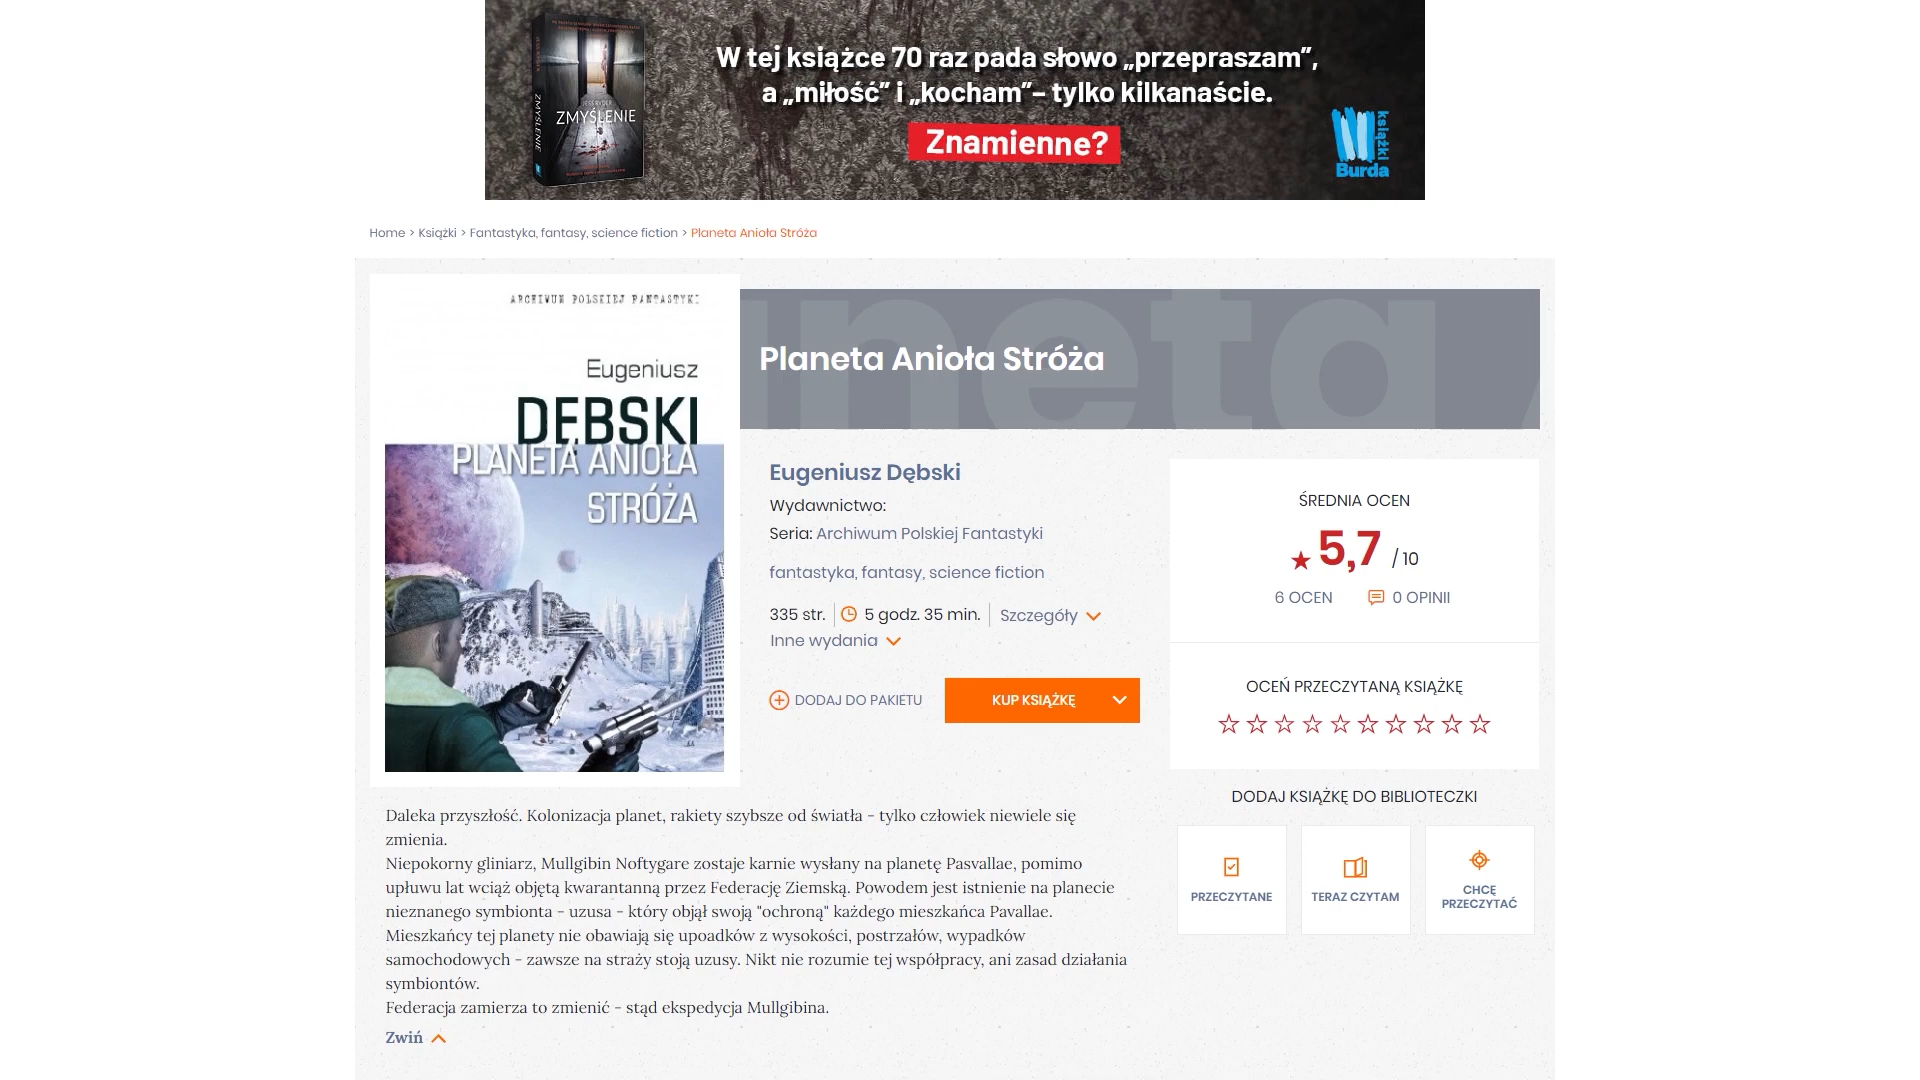 W tej książce 70 raz pada słowo „przepraszam”,
a „miłość” i „kocham”– tylko kilkanaście.
Znamienne?
JESS RYDER
ZMYŚLENIE
ZMYŚLENIE
książki
Burda
Home > Książki > Fantastyka, fantasy, science fiction > Planeta Anioła Stróża
ARCHIWUM POLSKIEJ FANTASTYKI
Eugeniusz
DĘBSKI
PLANETA ANIOŁA
STRÓŻA
Planeta Anioła Stróża
Eugeniusz Dębski
Wydawnictwo:
Seria: Archiwum Polskiej Fantastyki
fantastyka, fantasy, science fiction
335 str. 5 godz. 35 min. Szczegóły
Inne wydania
DODAJ DO PAKIETU KUP KSIĄŻKĘ
ŚREDNIA OCEN
5,7 / 10
6 OCEN 0 OPINII
OCEŃ PRZECZYTANĄ KSIĄŻKĘ
DODAJ KSIĄŻKĘ DO BIBLIOTECZKI
PRZECZYTANE
TERAZ CZYTAM
CHCĘ
PRZECZYTAĆ
Daleka przyszłość. Kolonizacja planet, rakiety szybsze od światła - tylko człowiek niewiele się
zmienia.
Niepokorny gliniarz, Mullgibin Noftygare zostaje karnie wysłany na planetę Pasvallae, pomimo
upływu lat wciąż objętą kwarantanną przez Federację Ziemską. Powodem jest istnienie na planecie
nieznanego symbionta - uzusa - który objął swoją "ochroną" każdego mieszkańca Pavallae.
Mieszkańcy tej planety nie obawiają się upoadków z wysokości, postrzałów, wypadków
samochodowych - zawsze na straży stoją uzusy. Nikt nie rozumie tej współpracy, ani zasad działania
symbiontów.
Federacja zamierza to zmienić - stąd ekspedycja Mullgibina.
Zwiń